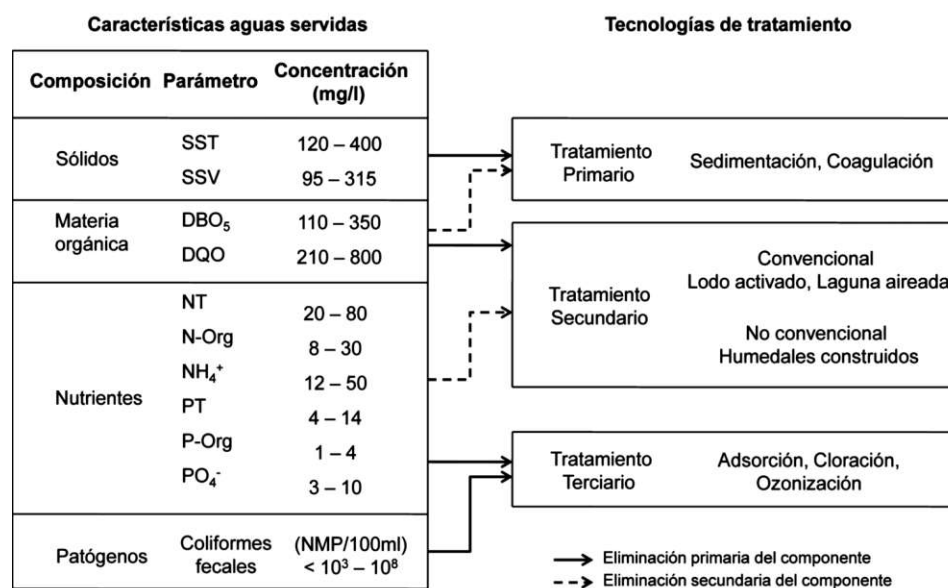 Características aguas servidas
Tecnologías de tratamiento
Composición Parámetro Concentración
(mg/l)
Sólidos
SST 120 – 400
SSV 95 – 315
Materia
orgánica
DBO₅ 110 – 350
DQO 210 – 800
Nutrientes
NT 20 – 80
N-Org 8 – 30
NH₄⁺ 12 – 50
PT 4 – 14
P-Org 1 – 4
PO₄⁻ 3 – 10
Patógenos
Coliformes
fecales
(NMP/100ml)
< 10³ – 10⁸
Tratamiento
Primario
Sedimentación, Coagulación
Tratamiento
Secundario
Convencional
Lodo activado, Laguna aireada
No convencional
Humedales construidos
Tratamiento
Terciario
Adsorción, Cloración,
Ozonización
Eliminación primaria del componente
Eliminación secundaria del componente